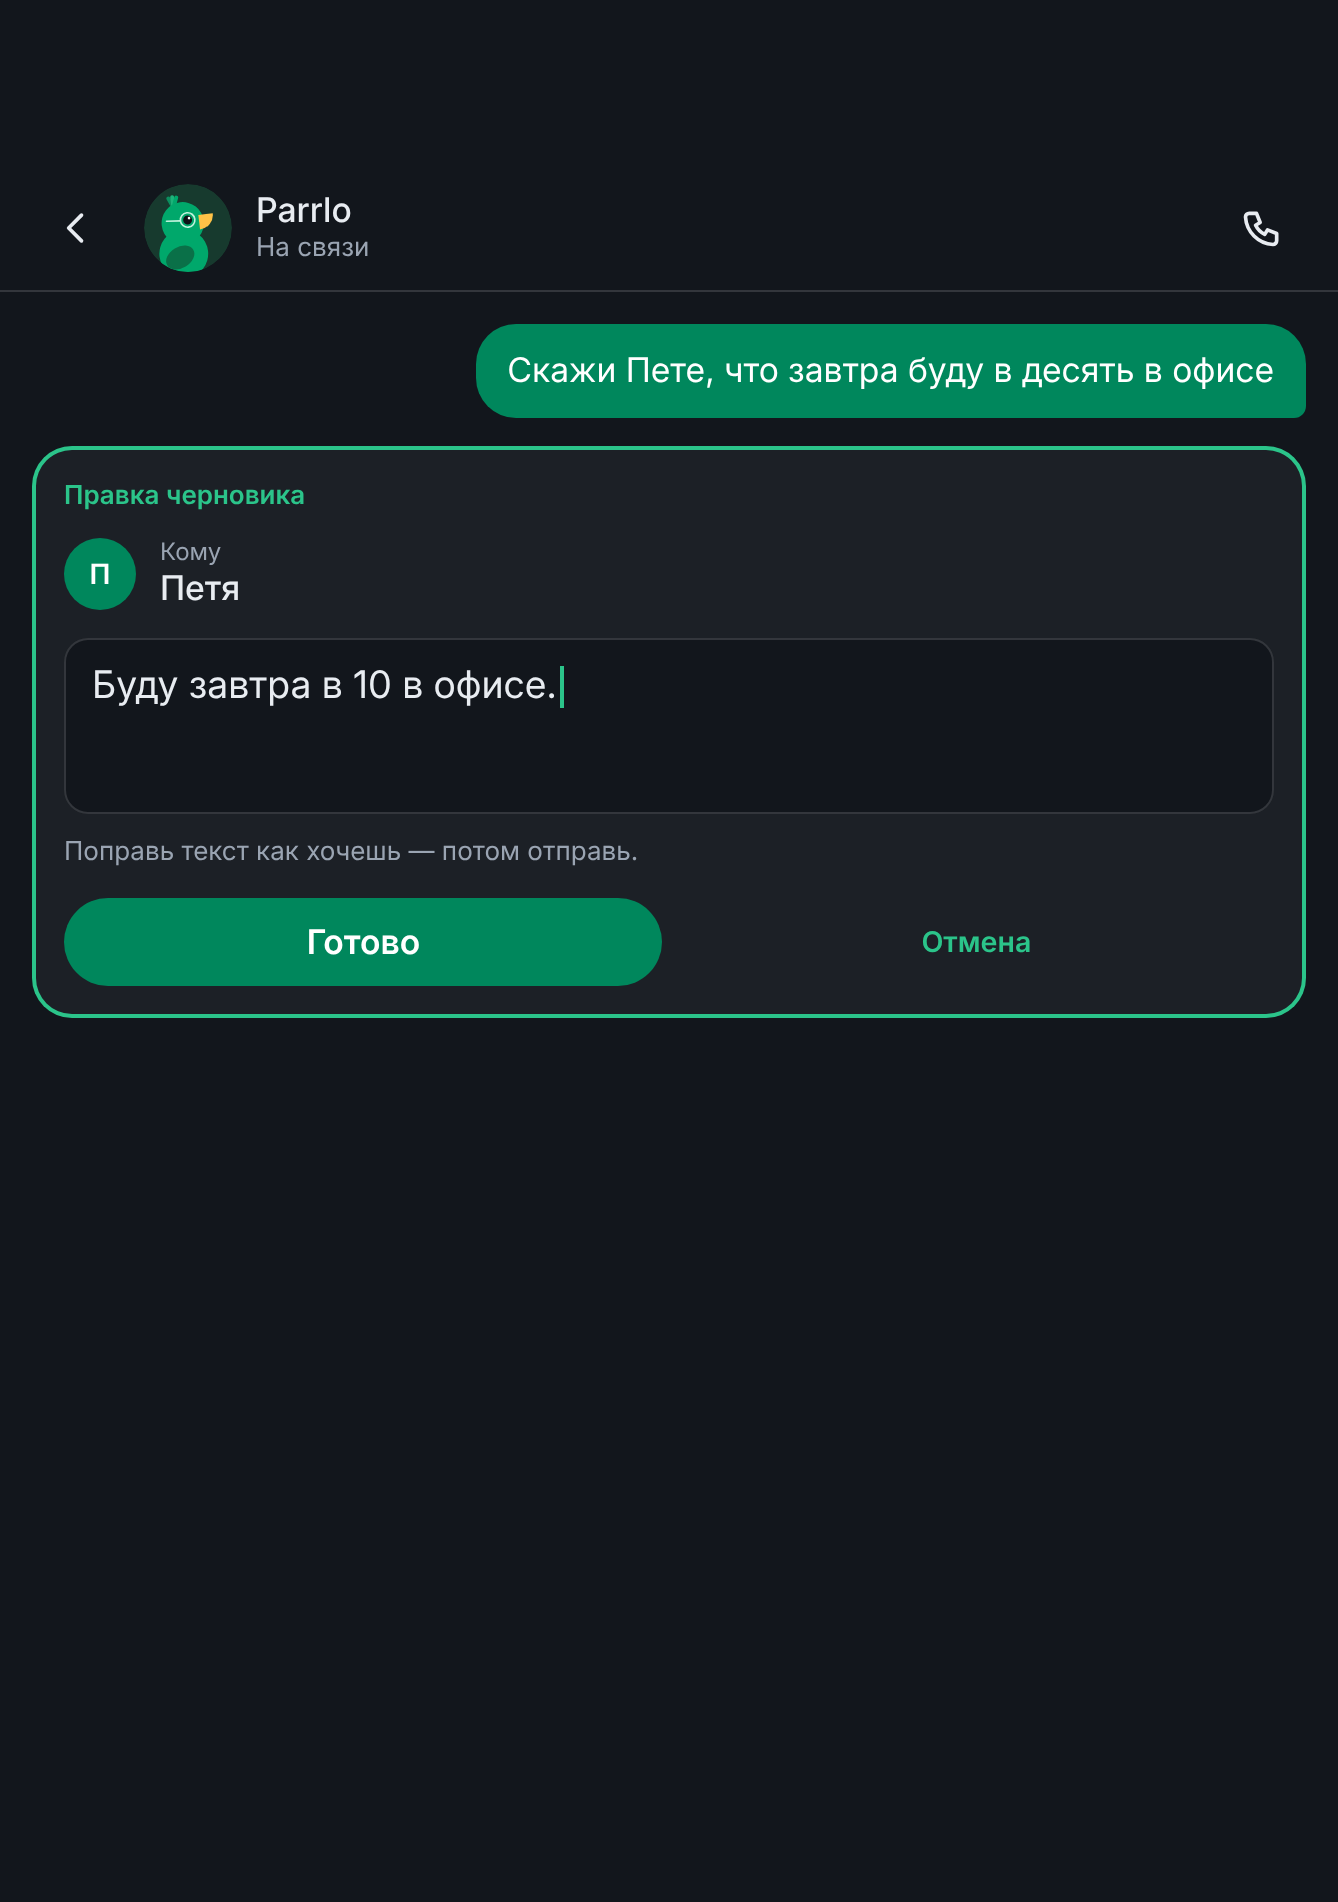 Parrlo
На связи
Скажи Пете, что завтра буду в десять в офисе
Правка черновика
П
Кому
Петя
Буду завтра в 10 в офисе.
Поправь текст как хочешь — потом отправь.
Готово
Отмена